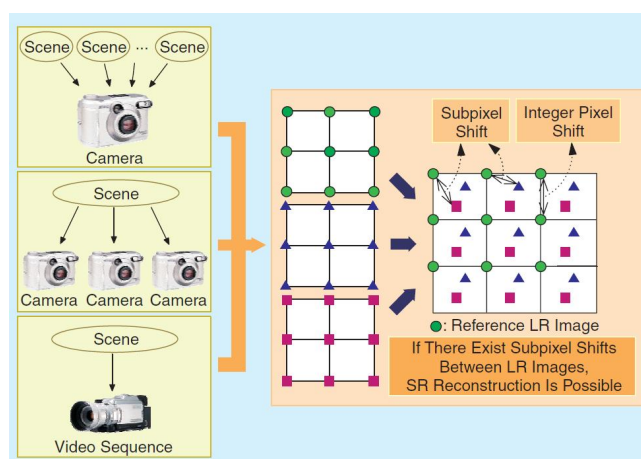 Scene Scene ... Scene
Camera
Scene
Camera Camera Camera
Scene
Video Sequence
Subpixel
Shift
Integer Pixel
Shift
: Reference LR Image
If There Exist Subpixel Shifts
Between LR Images,
SR Reconstruction Is Possible